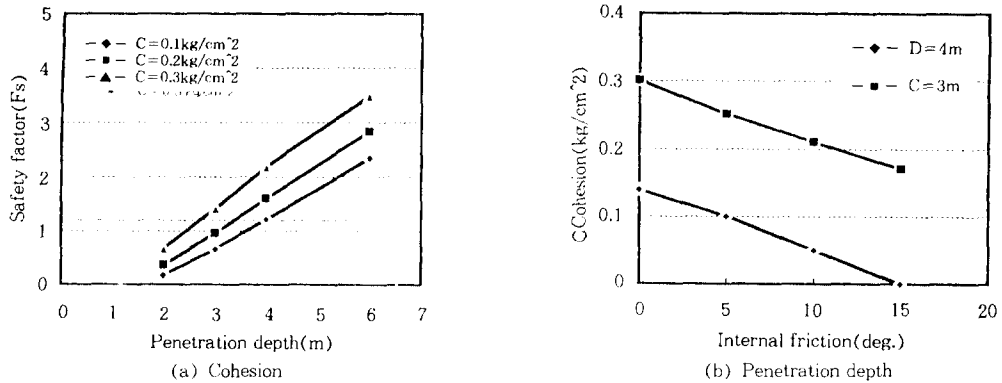 5
4
3
2
1
0
Safety factor(Fs)
C=0.1kg/cm^2
C=0.2kg/cm^2
C=0.3kg/cm^2
0 1 2 3 4 5 6 7
Penetration depth(m)
(a) Cohesion
0.4
0.3
0.2
0.1
0
CCohesion(kg/cm^2)
D=4m
C=3m
0 5 10 15 20
Internal friction(deg.)
(b) Penetration depth